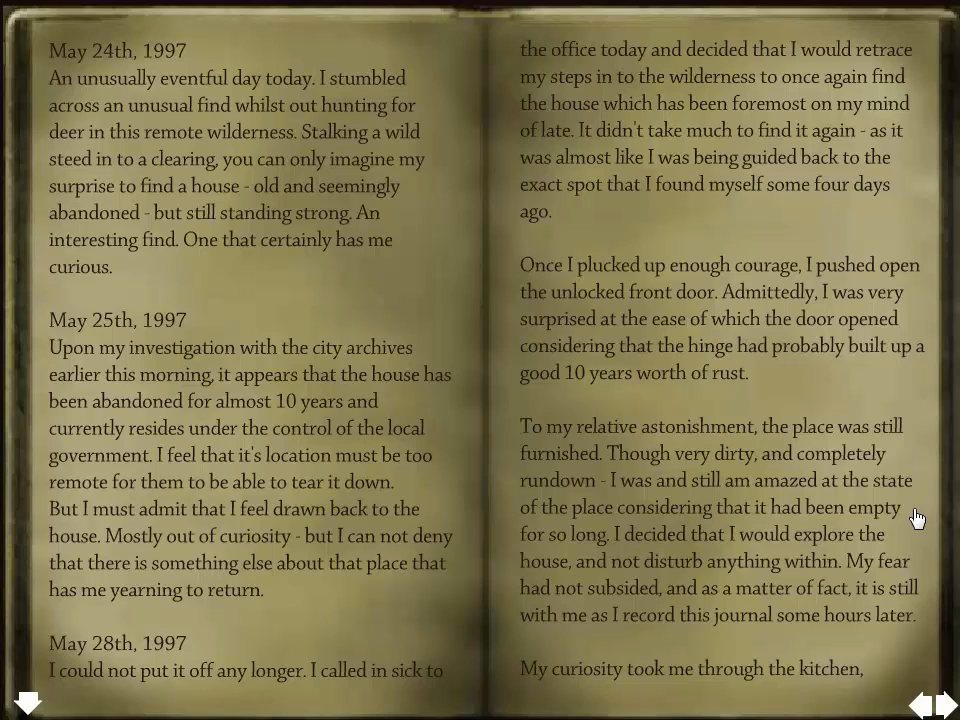 May 24th, 1997
An unusually eventful day today. I stumbled
across an unusual find whilst out hunting for
deer in this remote wilderness. Stalking a wild
steed in to a clearing, you can only imagine my
surprise to find a house - old and seemingly
abandoned - but still standing strong. An
interesting find. One that certainly has me
curious.
May 25th, 1997
Upon my investigation with the city archives
earlier this morning, it appears that the house has
been abandoned for almost 10 years and
currently resides under the control of the local
government. I feel that it's location must be too
remote for them to be able to tear it down.
But I must admit that I feel drawn back to the
house. Mostly out of curiosity - but I can not deny
that there is something else about that place that
has me yearning to return.
May 28th, 1997
I could not put it off any longer. I called in sick to
the office today and decided that I would retrace
my steps in to the wilderness to once again find
the house which has been foremost on my mind
of late. It didn't take much to find it again - as it
was almost like I was being guided back to the
exact spot that I found myself some four days
ago.
Once I plucked up enough courage, I pushed open
the unlocked front door. Admittedly, I was very
surprised at the ease of which the door opened
considering that the hinge had probably built up a
good 10 years worth of rust.
To my relative astonishment, the place was still
furnished. Though very dirty, and completely
rundown - I was and still am amazed at the state
of the place considering that it had been empty
for so long. I decided that I would explore the
house, and not disturb anything within. My fear
had not subsided, and as a matter of fact, it is still
with me as I record this journal some hours later.
My curiosity took me through the kitchen,